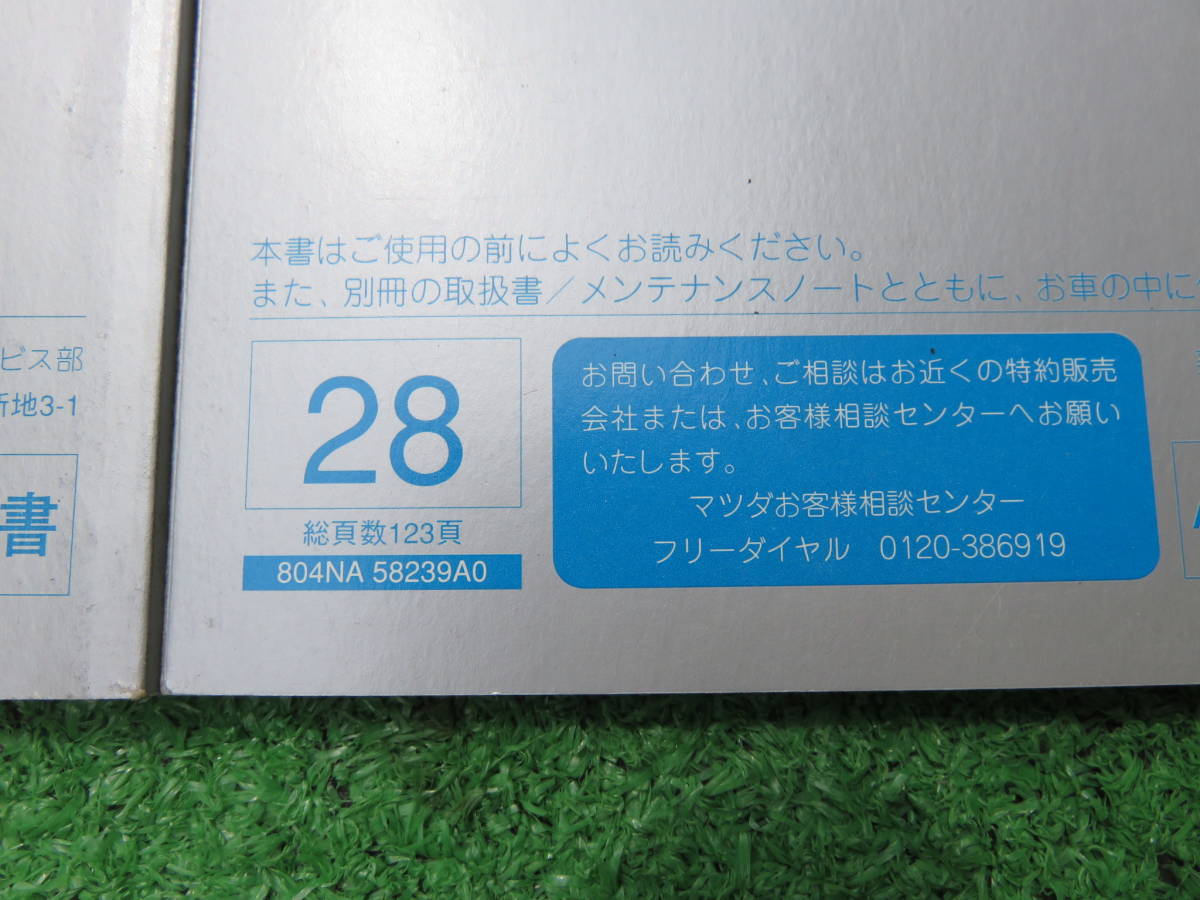 本書はご使用の前によくお読みください。
また、別冊の取扱書/メンテナンスノートとともに、お車の中に
ビス部
地3-1
書
28
総頁数123頁
804NA 58239A0
お問い合わせ、ご相談はお近くの特約販売
会社または、お客様相談センターへお願い
いたします。
マツダお客様相談センター
フリーダイヤル 0120-386919